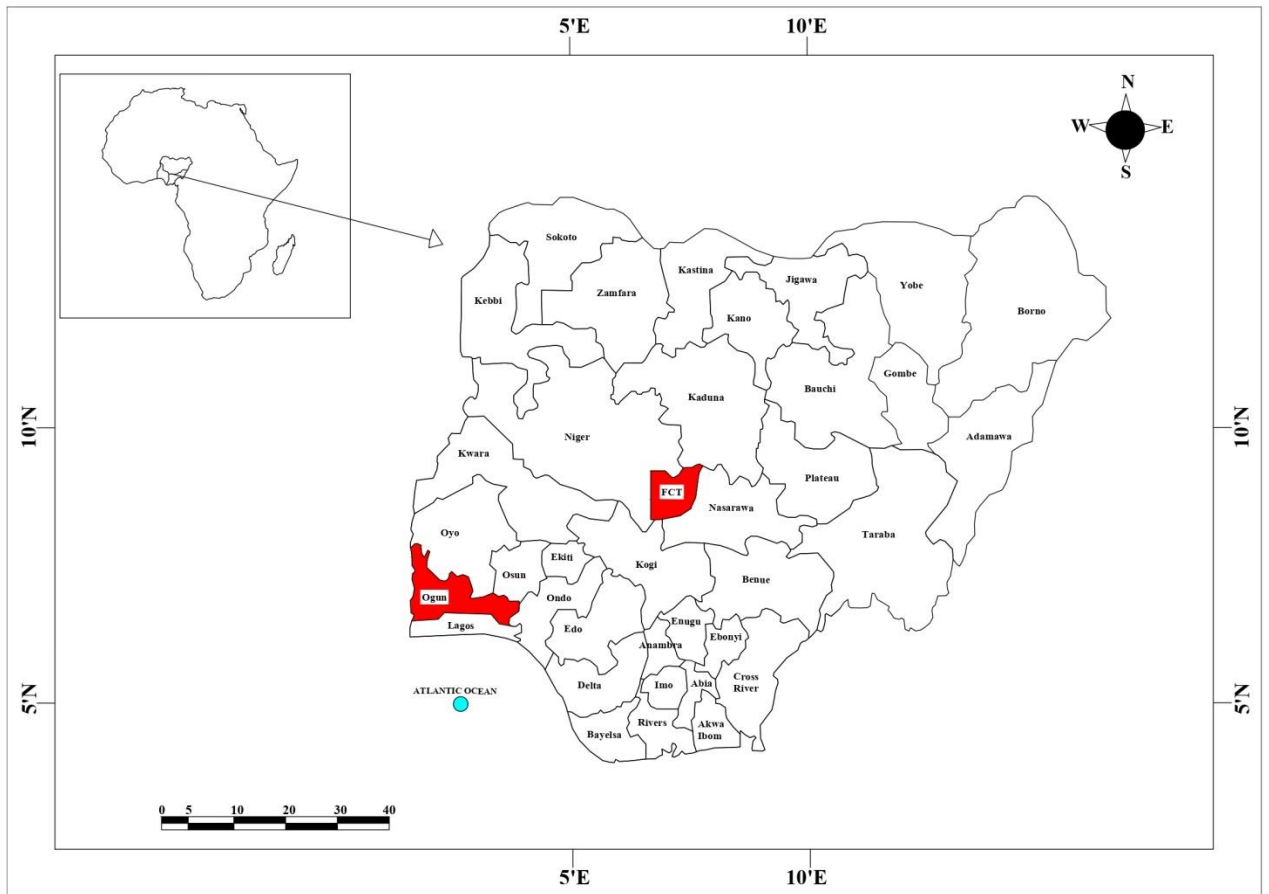 5'E 10'E
N
W E
S
Sokoto
Kastina
Jigawa
Yobe
Kebbi
Zamfara
Kano
Borno
Gombe
Bauchi
Kaduna
10'N 10'N
Niger
Adamawa
Kwara
Plateau
FCT
Nasarawa
Oyo
Taraba
Ekiti
Kogi
Osun
Benue
Ogun
Ondo
Lagos
Edo
Enugu
Ebonyi
Anambra
Delta
Imo
Abia
Cross
River
ATLANTIC OCEAN
5'N 5'N
Bayelsa
Rivers
Akwa
Ibom
0 5 10 20 30 40
5'E 10'E